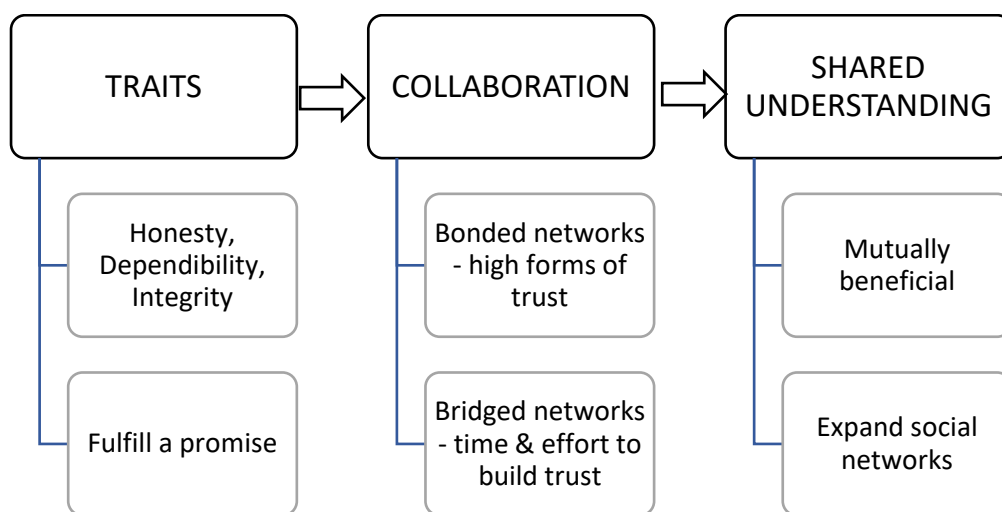 TRAITS
Honesty,
Dependibility,
Integrity
Fulfill a promise
COLLABORATION
Bonded networks
- high forms of
trust
Bridged networks
- time & effort to
build trust
SHARED
UNDERSTANDING
Mutually
beneficial
Expand social
networks